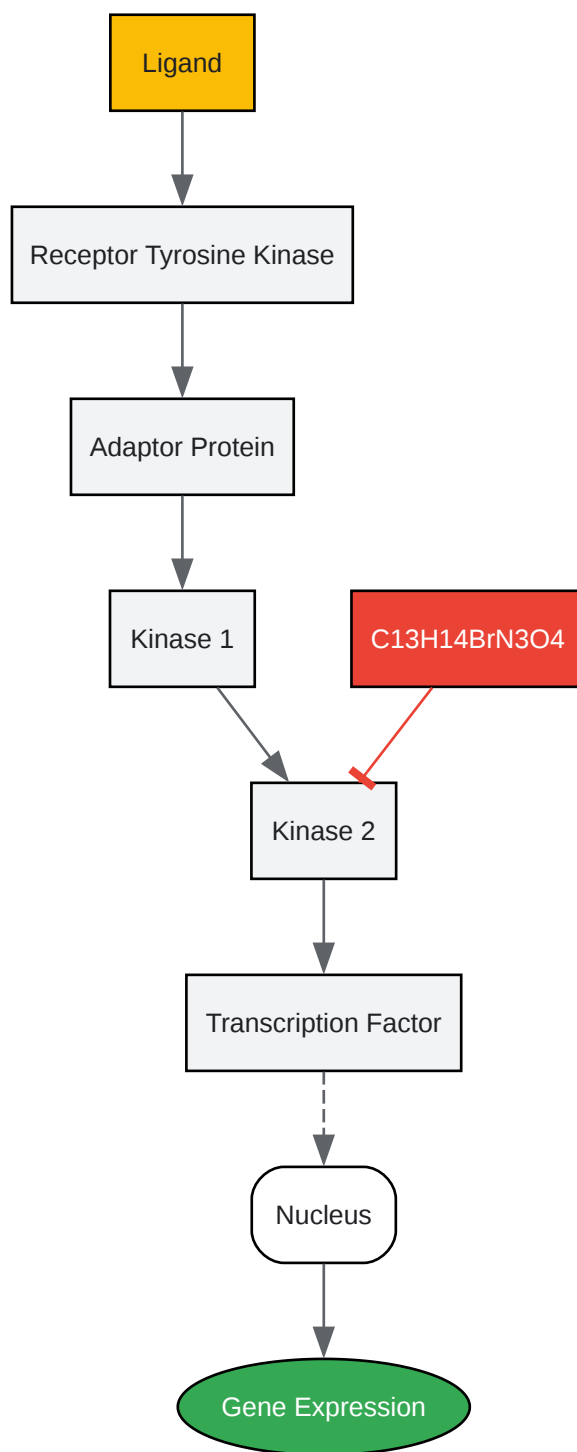 Ligand
Receptor Tyrosine Kinase
Adaptor Protein
Kinase 1
C13H14BrN3O4
Kinase 2
Transcription Factor
Nucleus
Gene Expression